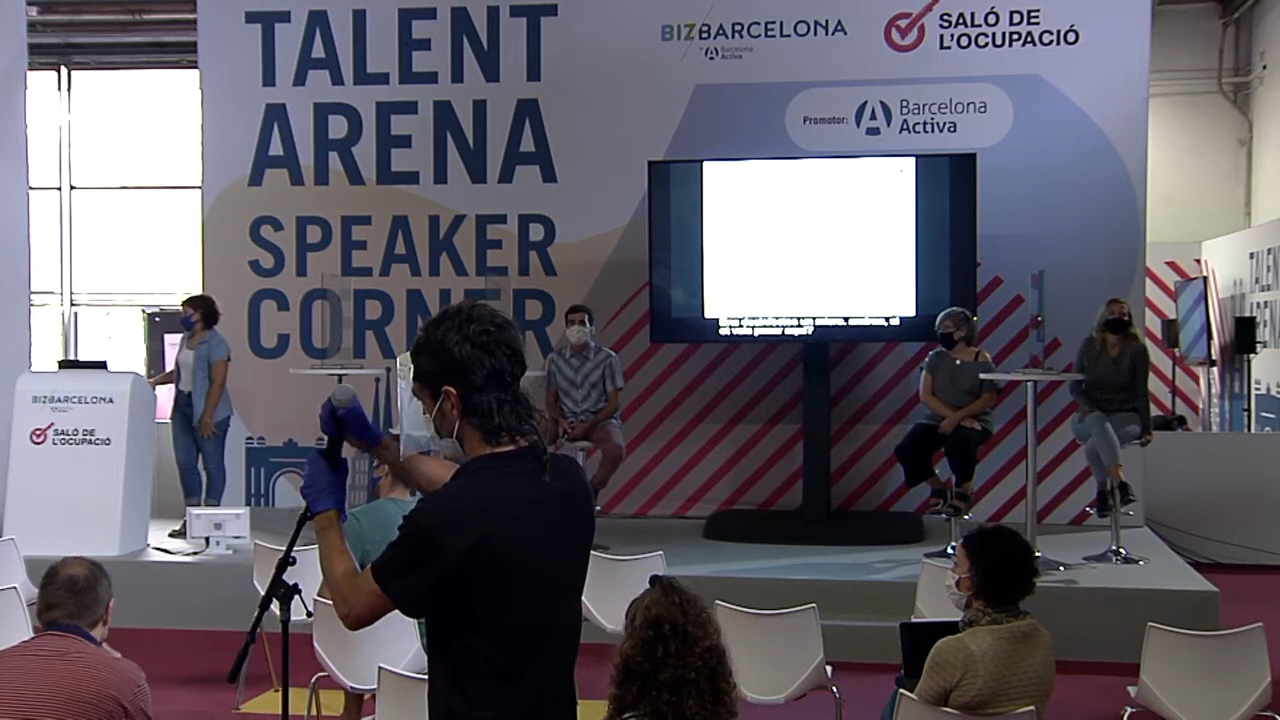 TALENT
ARENA
SPEAKER
CORNER
BIZBARCELONA
Barcelona
Activa
SALÓ DE
L'OCUPACIÓ
Promotor:
Barcelona
Activa
BIZBARCELONA
SALÓ DE
L'OCUPACIÓ